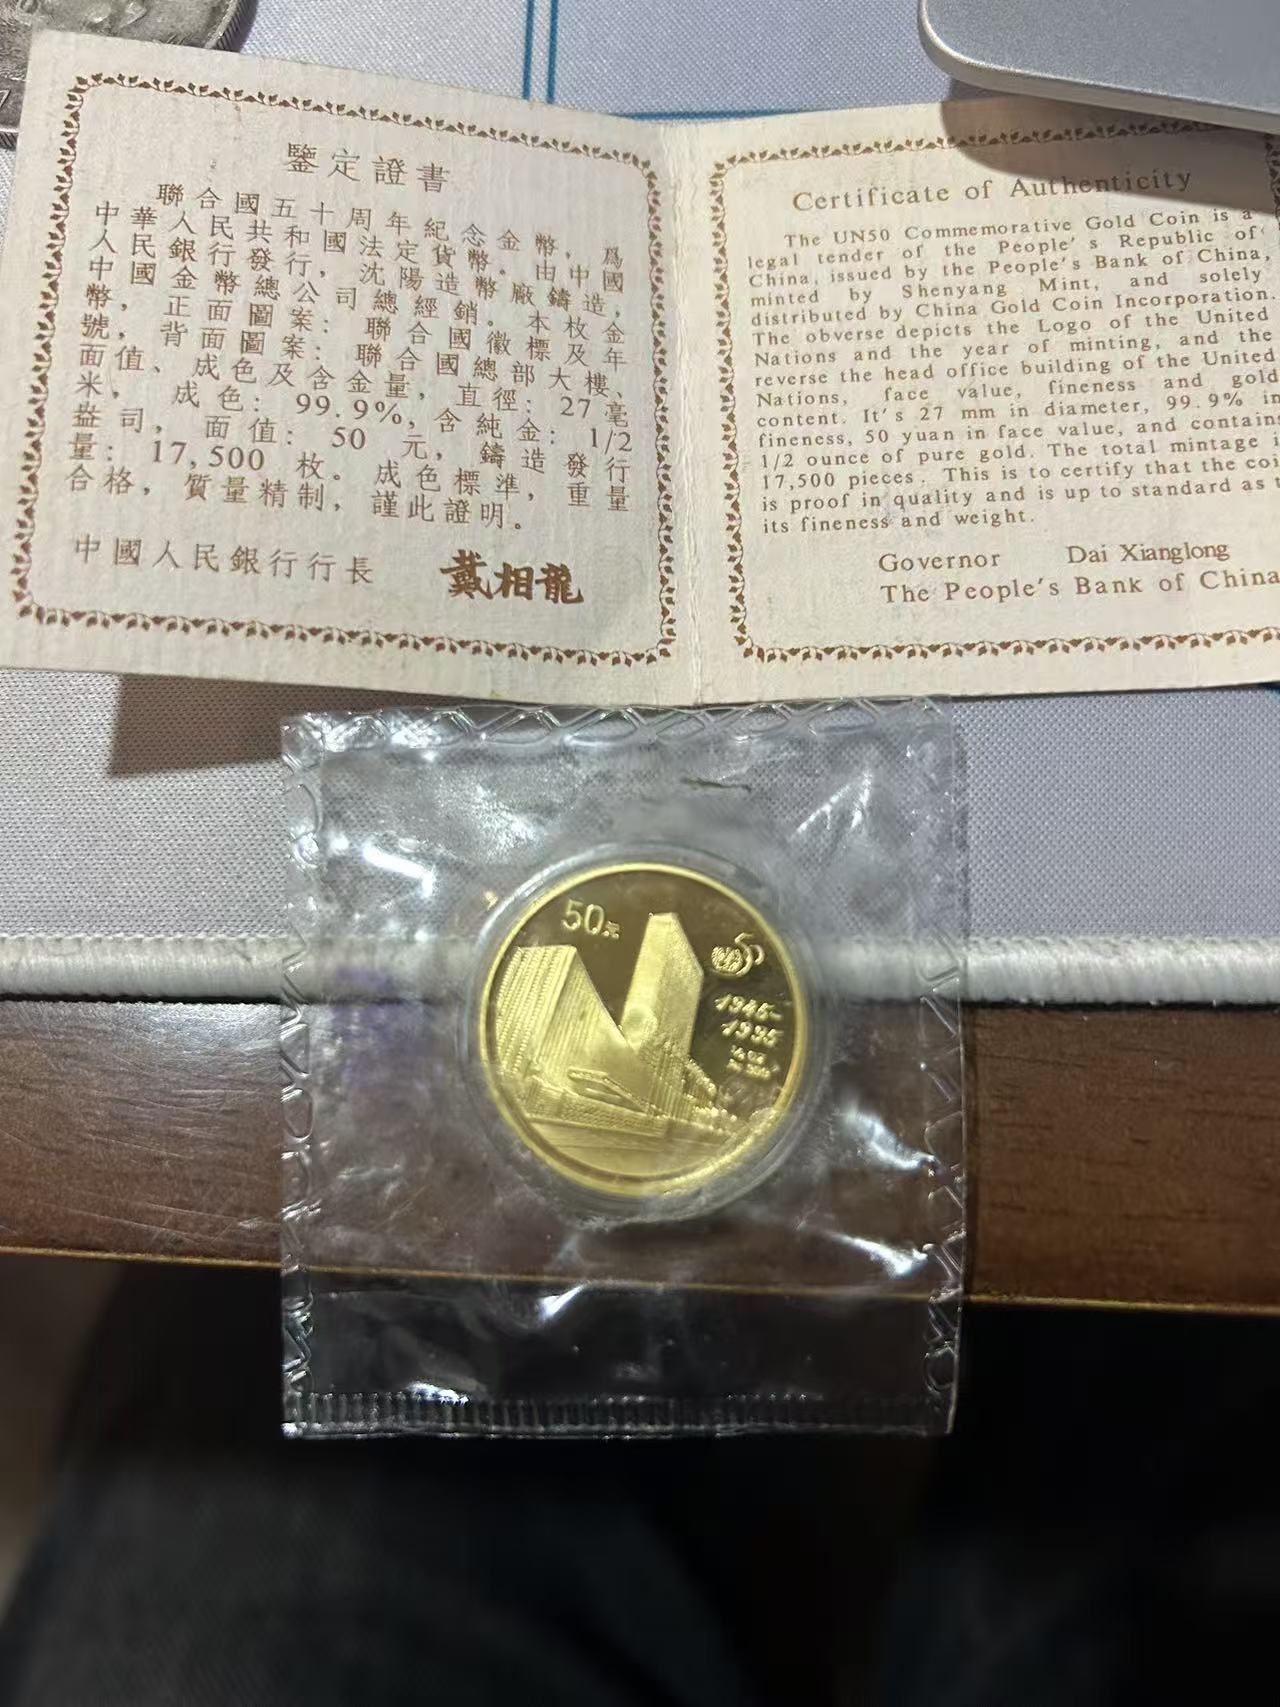 鑒定證書
聯合國五十周年紀念金幣，爲
中華人民共和國法定貨幣。由中國
人民銀行發行，沈陽造幣廠鑄造，
中國金幣總公司總經銷。本枚金
幣，正面圖案：聯合國徽標及年
號，背面圖案：聯合國總部大樓、
面值、成色及含金量，直徑：27毫
米，成色：99.9%，含純金：1/2
盎司，面值：50元，鑄造發行
量：17,500枚。成色標準，重量
合格，質量精制，謹此證明。
中國人民銀行行長 戴相龍
Certificate of Authenticity
The UN50 Commemorative Gold Coin is a
legal tender of the People's Republic of
China, issued by the People's Bank of China,
minted by Shenyang Mint, and solely
distributed by China Gold Coin Incorporation.
The obverse depicts the Logo of the United
Nations and the year of minting, and the
reverse the head office building of the United
Nations, face value, fineness and gold
content. It's 27 mm in diameter, 99.9% in
fineness, 50 yuan in face value, and contains
1/2 ounce of pure gold. The total mintage i
17,500 pieces. This is to certify that the coi
is proof in quality and is up to standard as t
its fineness and weight.
Governor Dai Xianglong
The People's Bank of China
50元
50
1945-
1995